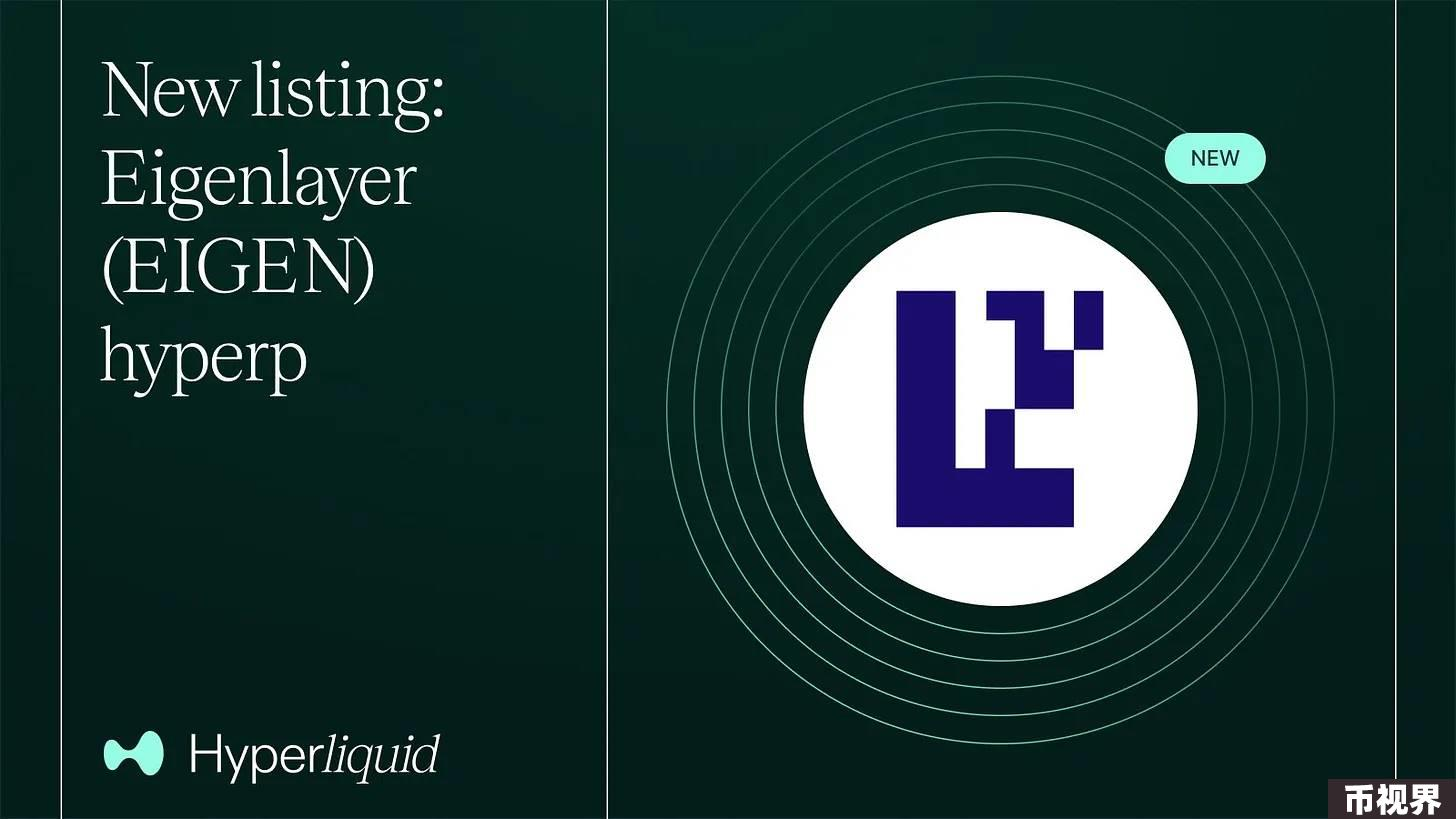 New listing:
Eigenlayer
(EIGEN)
hyperp
NEW
Hyperliquid
币视界